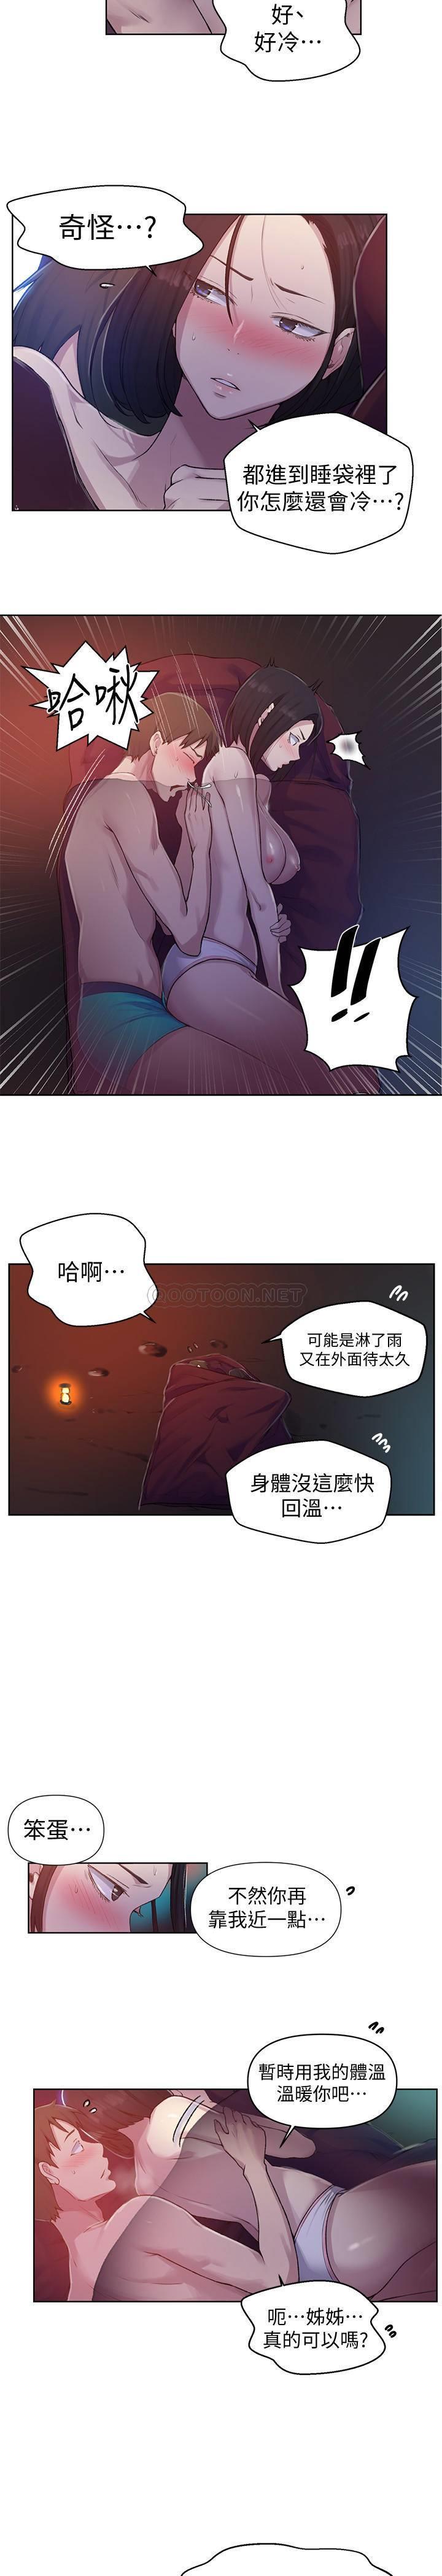 好、
好冷…
奇怪…?
都進到睡袋裡了
你怎麼還會冷…?
哈啾
!!
哈啊…
GOOTOON.NET
可能是淋了雨
又在外面待太久
身體沒這麼快
回溫…
笨蛋…
不然你再
靠我近一點…
暫時用我的體溫
溫暖你吧…
呃…姊姊…
真的可以嗎?